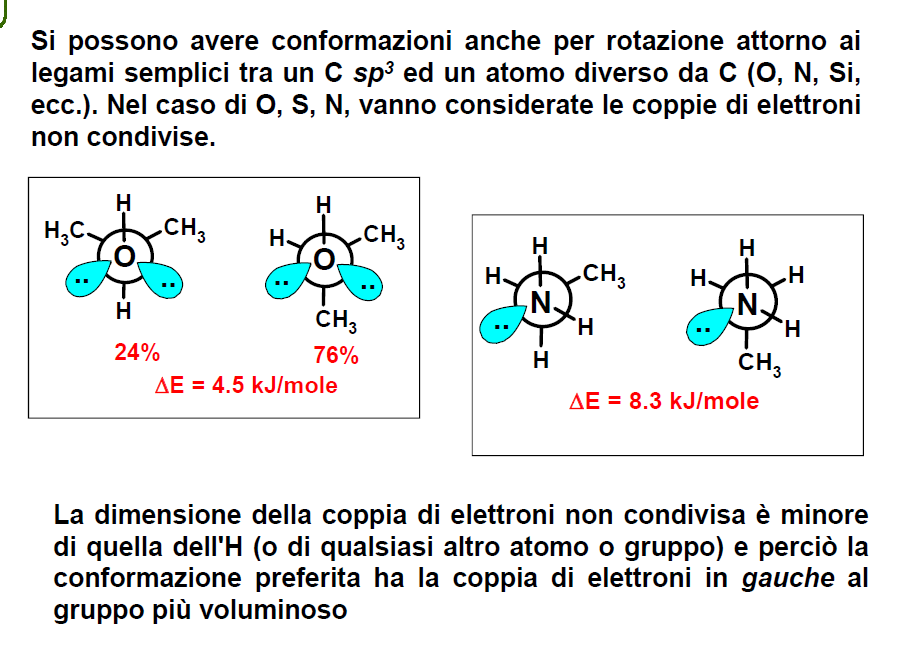 Si possono avere conformazioni anche per rotazione attorno ai
legami semplici tra un C sp³ ed un atomo diverso da C (O, N, Si,
ecc.). Nel caso di O, S, N, vanno considerate le coppie di elettroni
non condivise.
H
H₃C
CH₃
O
H
24%
H
H
CH₃
O
CH₃
76%
ΔE = 4.5 kJ/mole
H
H
CH₃
N
H
H
H
H
H
N
H
CH₃
ΔE = 8.3 kJ/mole
La dimensione della coppia di elettroni non condivisa è minore
di quella dell'H (o di qualsiasi altro atomo o gruppo) e perciò la
conformazione preferita ha la coppia di elettroni in gauche al
gruppo più voluminoso